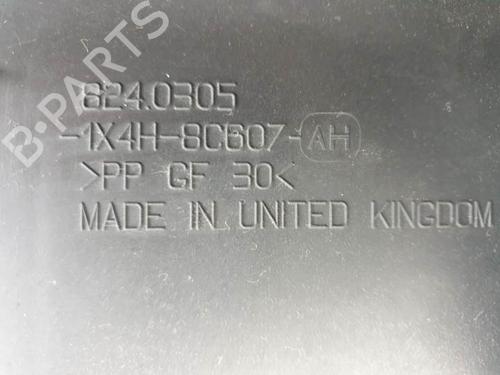 B-PARTS
8240305
-1X4H-8C607-AH
>PP GF 30<
MADE IN UNITED KINGDOM